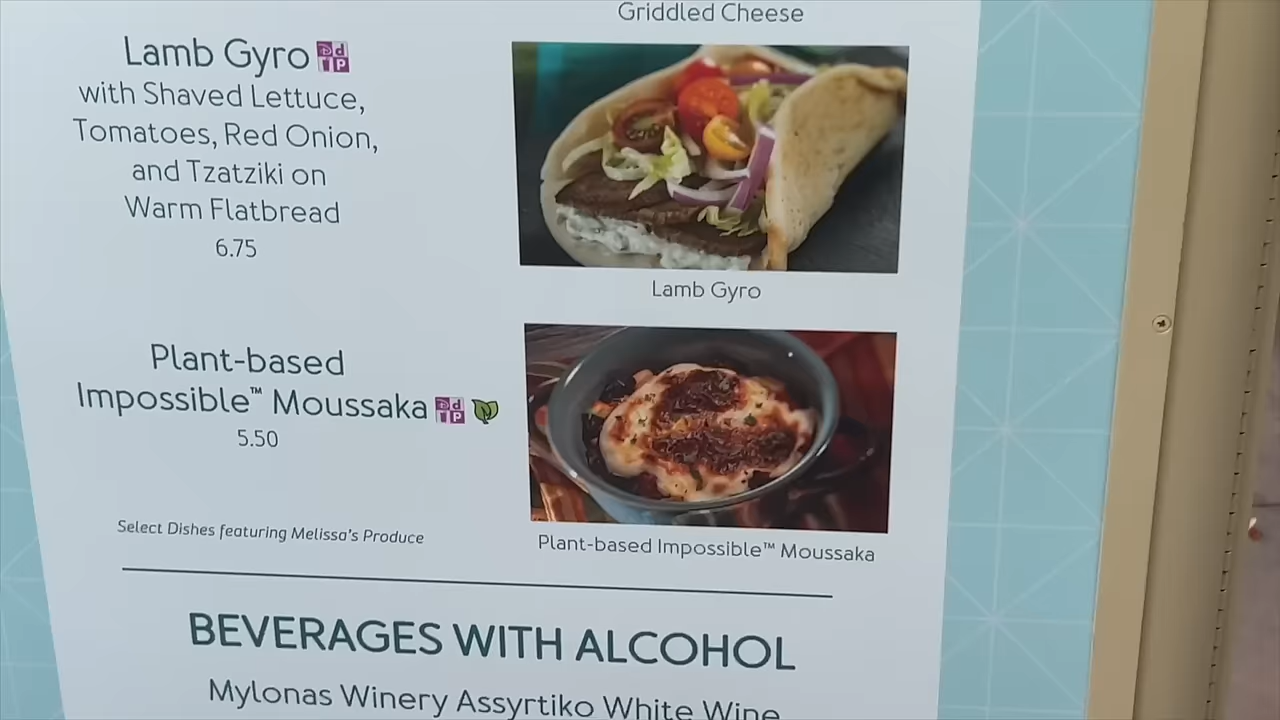 Griddled Cheese
Lamb Gyro
with Shaved Lettuce,
Tomatoes, Red Onion,
and Tzatziki on
Warm Flatbread
6.75
Lamb Gyro
Plant-based
Impossible™ Moussaka
5.50
Plant-based Impossible™ Moussaka
Select Dishes featuring Melissa's Produce
BEVERAGES WITH ALCOHOL
Mylonas Winery Assyrtiko White Wine